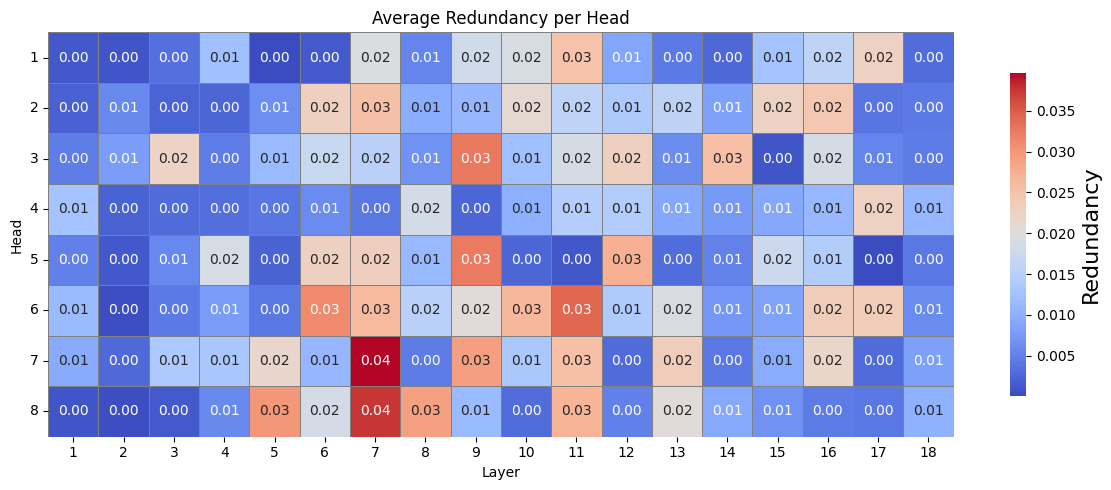 Average Redundancy per Head
1 0.00 0.00 0.00 0.01 0.00 0.00 0.02 0.01 0.02 0.02 0.03 0.01 0.00 0.00 0.01 0.02 0.02 0.00
2 0.00 0.01 0.00 0.00 0.01 0.02 0.03 0.01 0.01 0.02 0.02 0.01 0.02 0.01 0.02 0.02 0.00 0.00
3 0.00 0.01 0.02 0.00 0.01 0.02 0.02 0.01 0.03 0.01 0.02 0.02 0.01 0.03 0.00 0.02 0.01 0.00
4 0.01 0.00 0.00 0.00 0.00 0.01 0.00 0.02 0.00 0.01 0.01 0.01 0.01 0.01 0.01 0.01 0.02 0.01
5 0.00 0.00 0.01 0.02 0.00 0.02 0.02 0.01 0.03 0.00 0.00 0.03 0.00 0.01 0.02 0.01 0.00 0.00
6 0.01 0.00 0.00 0.01 0.00 0.03 0.03 0.02 0.02 0.03 0.03 0.01 0.02 0.01 0.01 0.02 0.02 0.01
7 0.01 0.00 0.01 0.01 0.02 0.01 0.04 0.00 0.03 0.01 0.03 0.00 0.02 0.00 0.01 0.02 0.00 0.01
8 0.00 0.00 0.00 0.01 0.03 0.02 0.04 0.03 0.01 0.00 0.03 0.00 0.02 0.01 0.01 0.00 0.00 0.01
Head
1 2 3 4 5 6 7 8 9 10 11 12 13 14 15 16 17 18
Layer
0.035
0.030
0.025
0.020
0.015
0.010
0.005
Redundancy